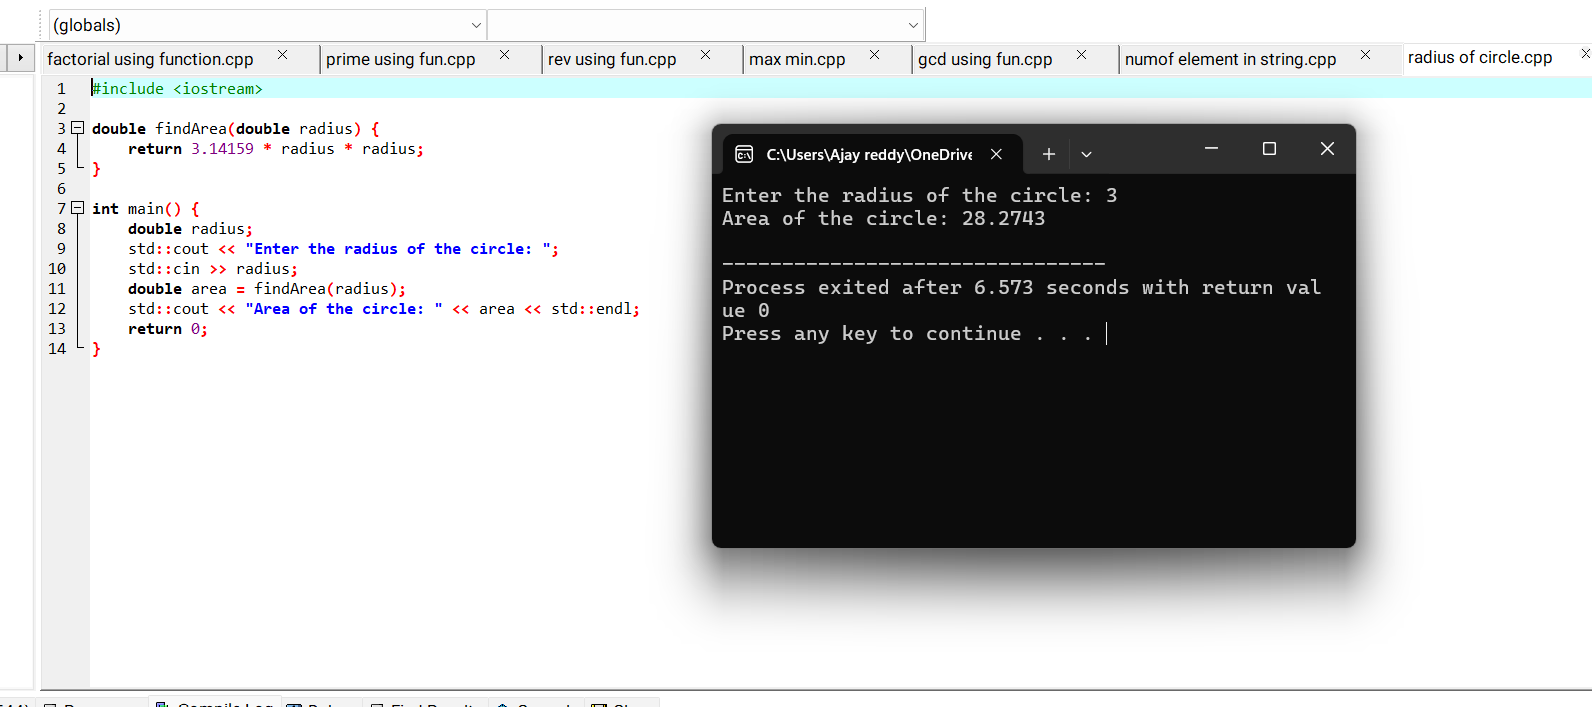 (globals)
factorial using function.cpp
prime using fun.cpp
rev using fun.cpp
max min.cpp
gcd using fun.cpp
numof element in string.cpp
radius of circle.cpp
1 #include <iostream>
2
3 double findArea(double radius) {
4 return 3.14159 * radius * radius;
5 }
6
7 int main() {
8 double radius;
9 std::cout << "Enter the radius of the circle: ";
10 std::cin >> radius;
11 double area = findArea(radius);
12 std::cout << "Area of the circle: " << area << std::endl;
13 return 0;
14 }
C:\Users\Ajay reddy\OneDrive
Enter the radius of the circle: 3
Area of the circle: 28.2743
--------------------------------
Process exited after 6.573 seconds with return val
ue 0
Press any key to continue . . .
Compile Log